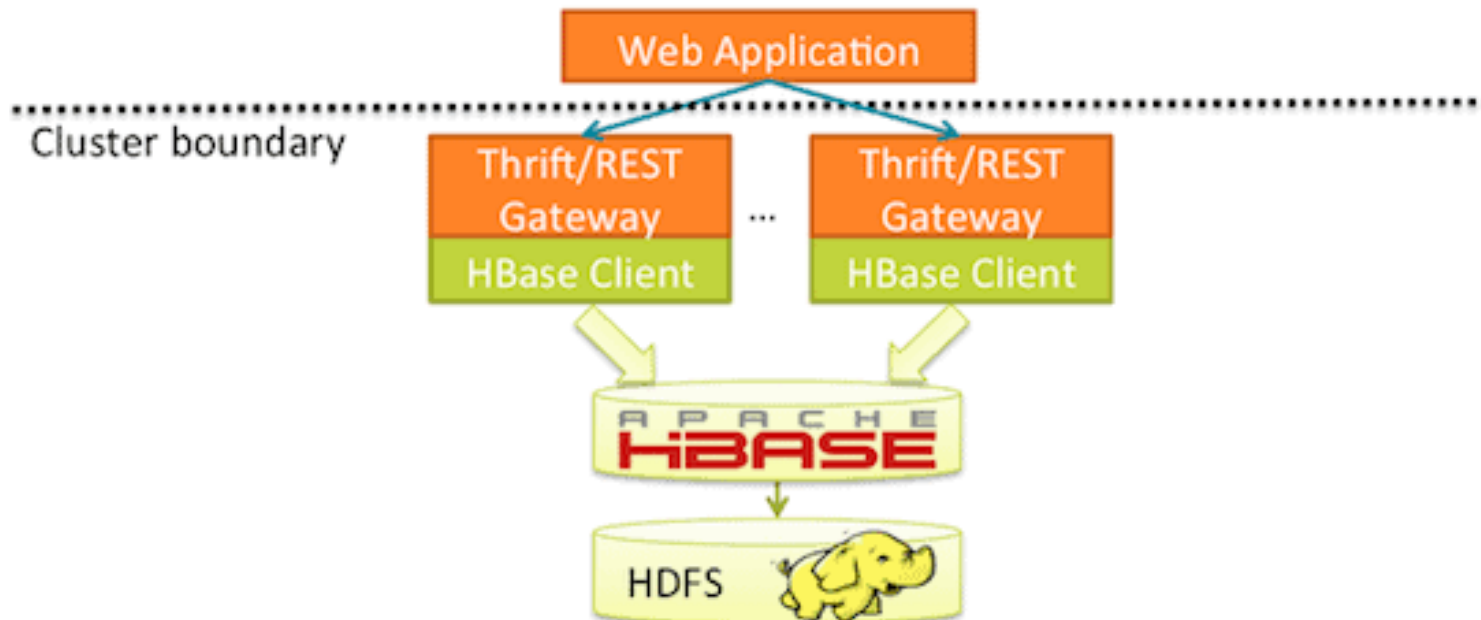 Web Application
Cluster boundary
Thrift/REST
Gateway
HBase Client
...
Thrift/REST
Gateway
HBase Client
APACHE
HBASE
HDFS